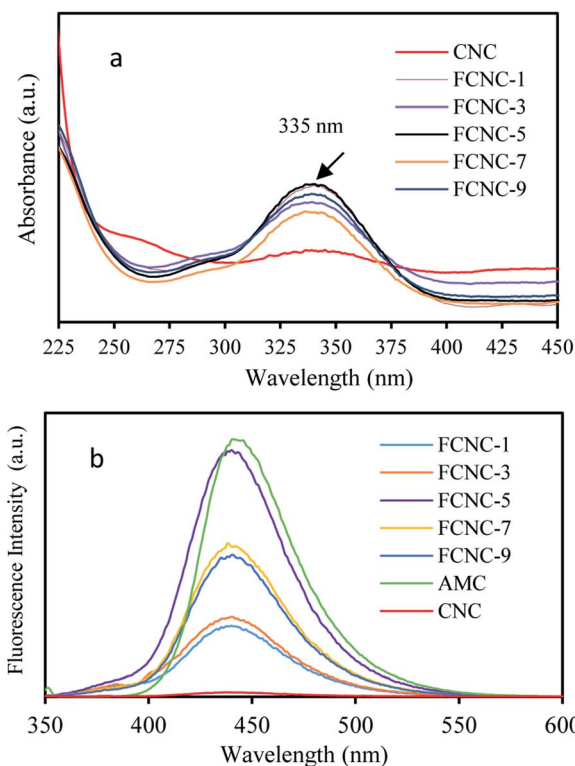 a
CNC
FCNC-1
FCNC-3
FCNC-5
FCNC-7
FCNC-9
335 nm
Absorbance (a.u.)
225 250 275 300 325 350 375 400 425 450
Wavelength (nm)
b
FCNC-1
FCNC-3
FCNC-5
FCNC-7
FCNC-9
AMC
CNC
Fluorescence Intensity (a.u.)
350 400 450 500 550 600
Wavelength (nm)